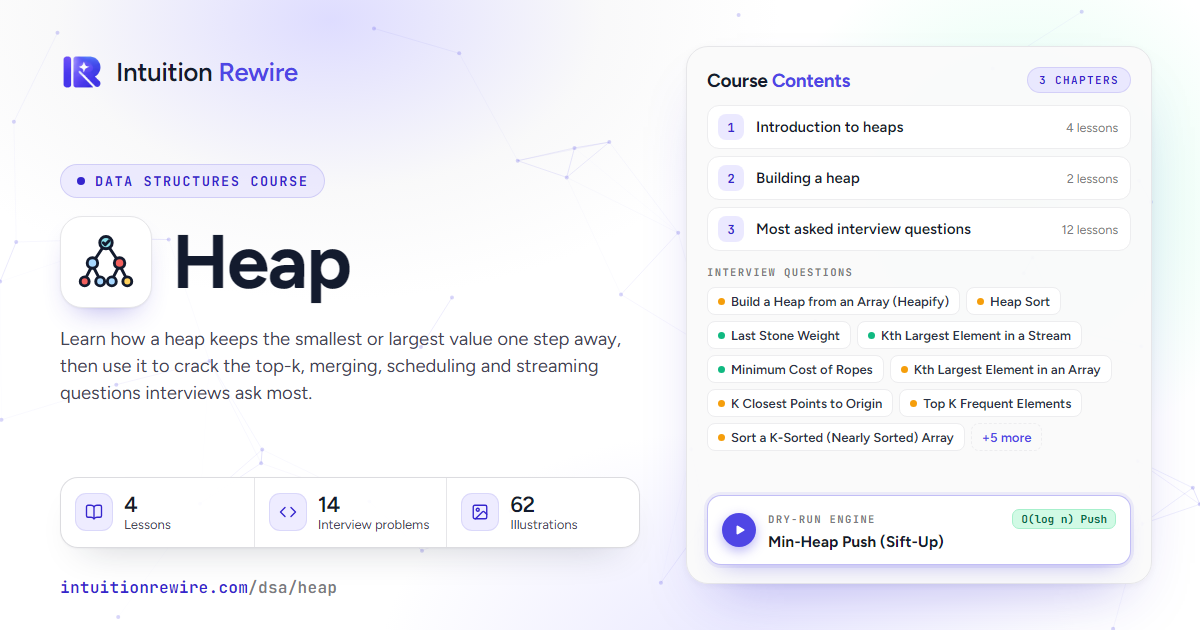 Intuition Rewire
DATA STRUCTURES COURSE
Heap
Learn how a heap keeps the smallest or largest value one step away,
then use it to crack the top-k, merging, scheduling and streaming
questions interviews ask most.
4
Lessons
14
Interview problems
62
Illustrations
intuitionrewire.com/dsa/heap
Course Contents
3 CHAPTERS
1 Introduction to heaps 4 lessons
2 Building a heap 2 lessons
3 Most asked interview questions 12 lessons
INTERVIEW QUESTIONS
Build a Heap from an Array (Heapify) Heap Sort
Last Stone Weight Kth Largest Element in a Stream
Minimum Cost of Ropes Kth Largest Element in an Array
K Closest Points to Origin Top K Frequent Elements
Sort a K-Sorted (Nearly Sorted) Array +5 more
DRY-RUN ENGINE O(log n) Push
Min-Heap Push (Sift-Up)